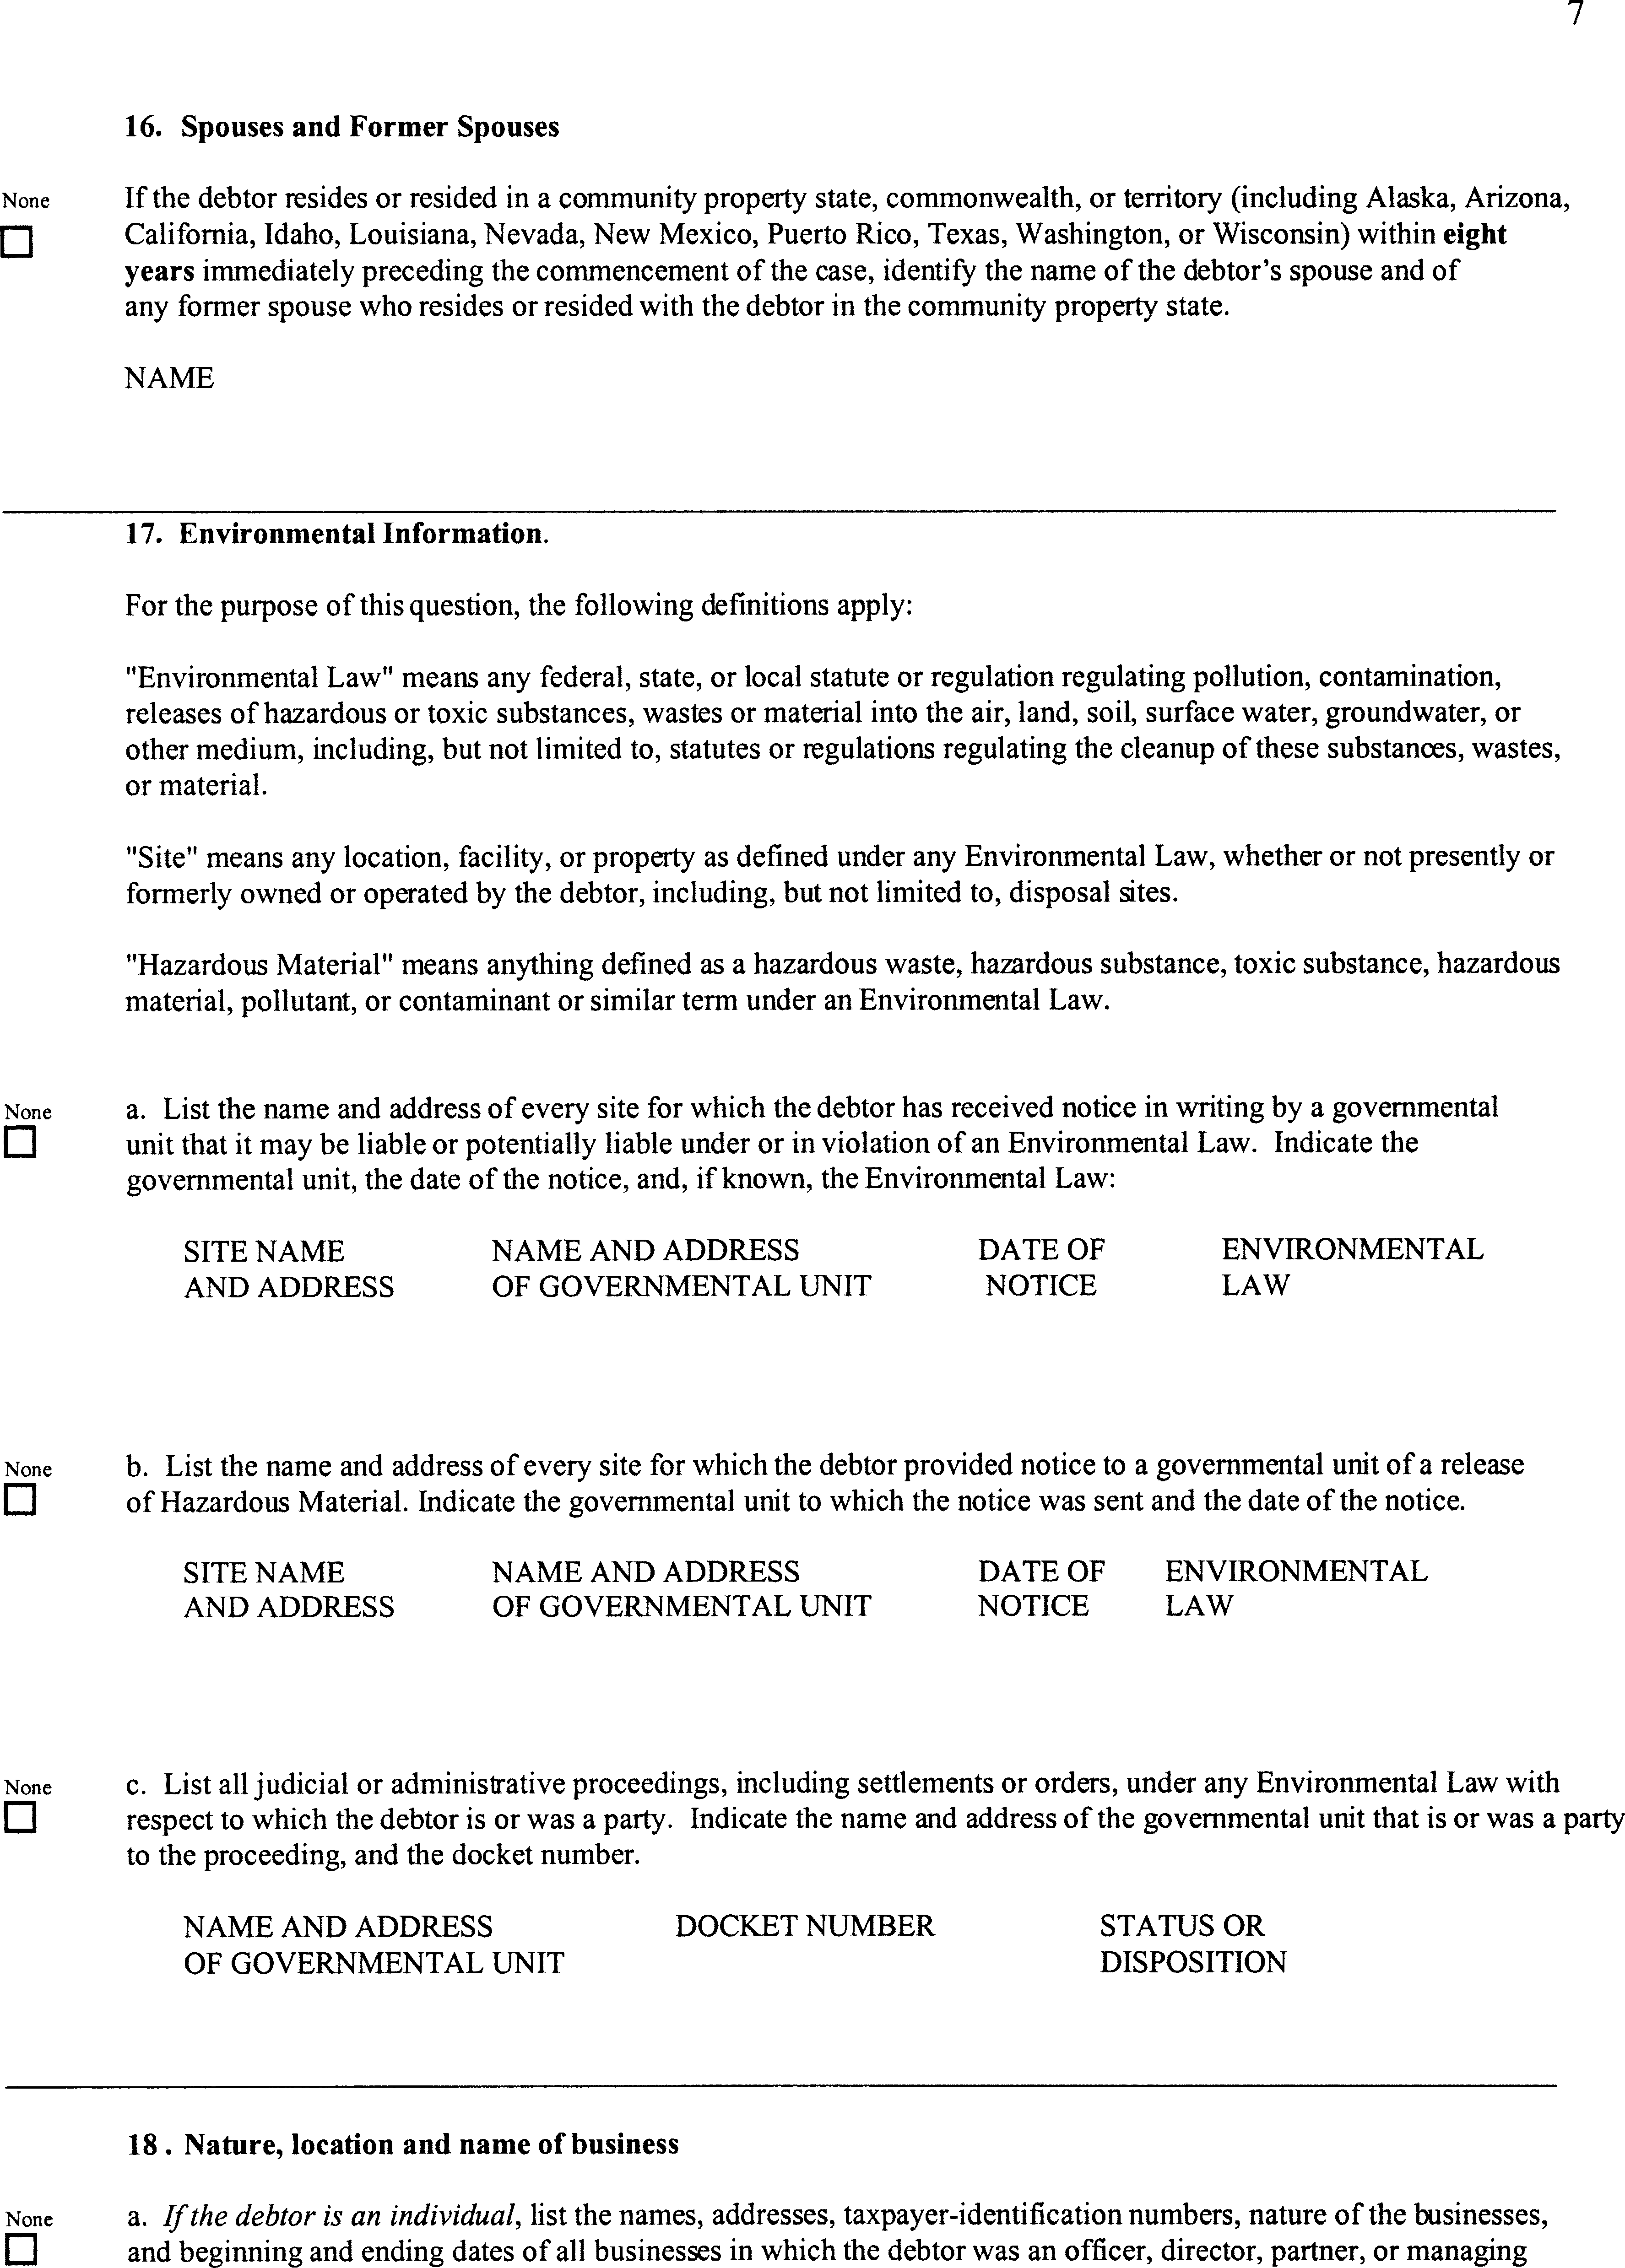 7
16. Spouses and Former Spouses
None
If the debtor resides or resided in a community property state, commonwealth, or territory (including Alaska, Arizona,
California, Idaho, Louisiana, Nevada, New Mexico, Puerto Rico, Texas, Washington, or Wisconsin) within eight
years immediately preceding the commencement of the case, identify the name of the debtor’s spouse and of
any former spouse who resides or resided with the debtor in the community property state.
NAME
17. Environmental Information.
For the purpose of this question, the following definitions apply:
"Environmental Law" means any federal, state, or local statute or regulation regulating pollution, contamination,
releases of hazardous or toxic substances, wastes or material into the air, land, soil, surface water, groundwater, or
other medium, including, but not limited to, statutes or regulations regulating the cleanup of these substances, wastes,
or material.
"Site" means any location, facility, or property as defined under any Environmental Law, whether or not presently or
formerly owned or operated by the debtor, including, but not limited to, disposal sites.
"Hazardous Material" means anything defined as a hazardous waste, hazardous substance, toxic substance, hazardous
material, pollutant, or contaminant or similar term under an Environmental Law.
None
a. List the name and address of every site for which the debtor has received notice in writing by a governmental
unit that it may be liable or potentially liable under or in violation of an Environmental Law. Indicate the
governmental unit, the date of the notice, and, if known, the Environmental Law:
SITE NAME NAME AND ADDRESS DATE OF ENVIRONMENTAL
AND ADDRESS OF GOVERNMENTAL UNIT NOTICE LAW
None
b. List the name and address of every site for which the debtor provided notice to a governmental unit of a release
of Hazardous Material. Indicate the governmental unit to which the notice was sent and the date of the notice.
SITE NAME NAME AND ADDRESS DATE OF ENVIRONMENTAL
AND ADDRESS OF GOVERNMENTAL UNIT NOTICE LAW
None
c. List all judicial or administrative proceedings, including settlements or orders, under any Environmental Law with
respect to which the debtor is or was a party. Indicate the name and address of the governmental unit that is or was a party
to the proceeding, and the docket number.
NAME AND ADDRESS DOCKET NUMBER STATUS OR
OF GOVERNMENTAL UNIT DISPOSITION
18 . Nature, location and name of business
None
a. If the debtor is an individual, list the names, addresses, taxpayer-identification numbers, nature of the businesses,
and beginning and ending dates of all businesses in which the debtor was an officer, director, partner, or managing